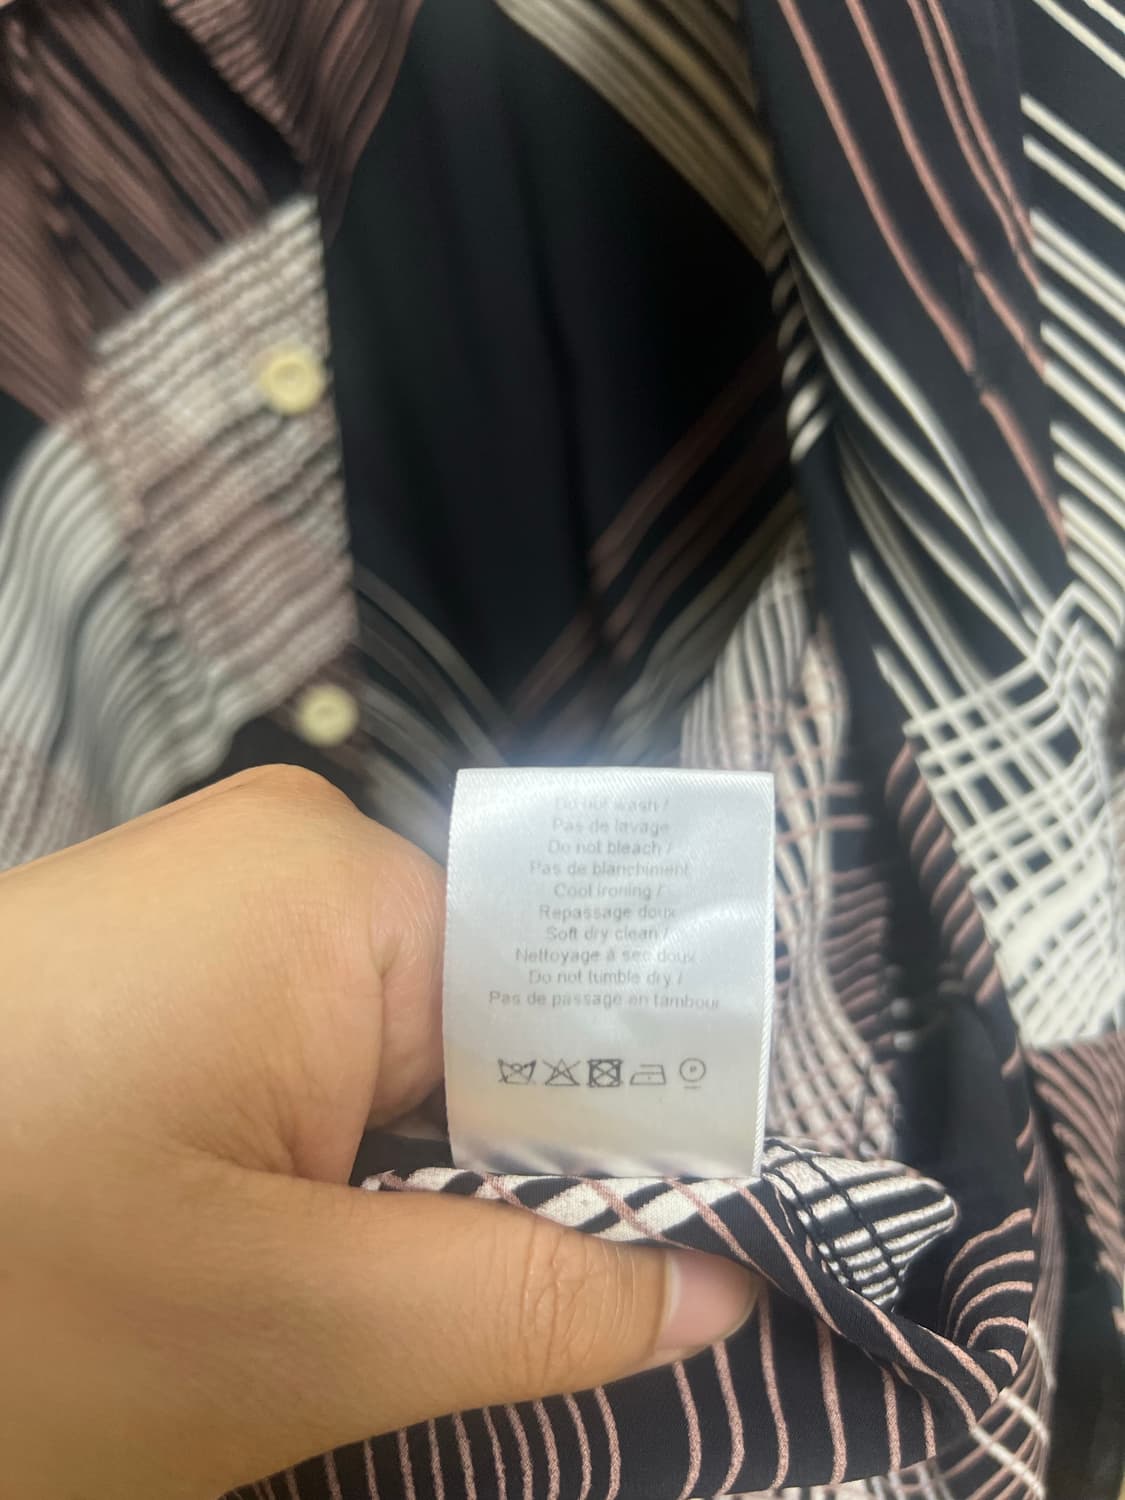 Do not wash /
Pas de lavage
Do not bleach /
Pas de blanchiment
Cool ironing /
Repassage doux
Soft dry clean /
Nettoyage à sec doux
Do not tumble dry /
Pas de passage en tambour
P